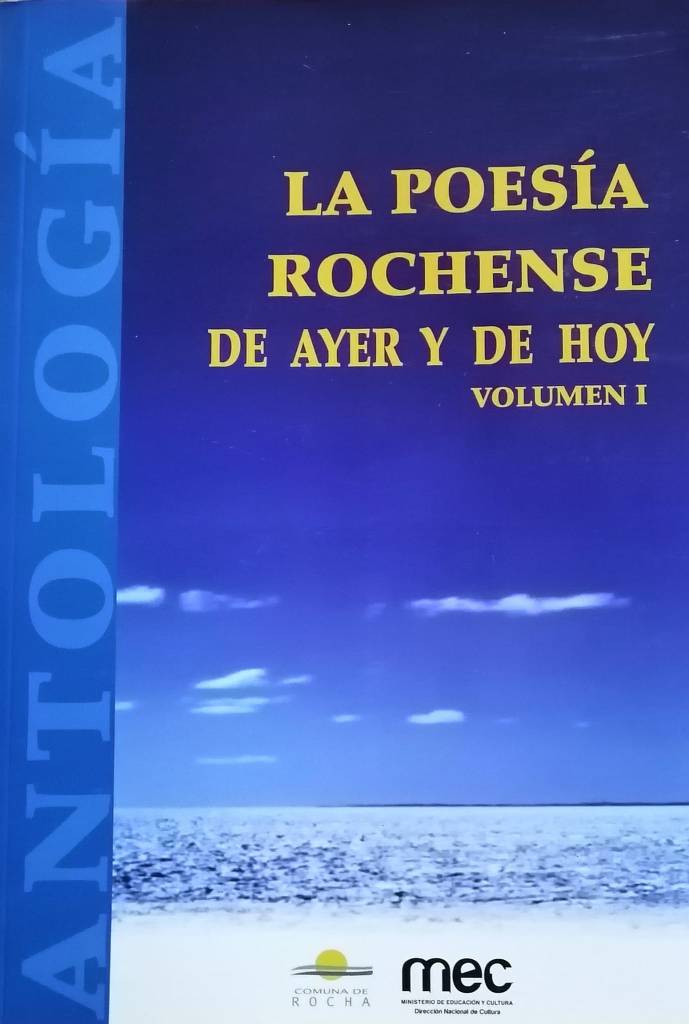 ANTOLOGÍA
LA POESÍA
ROCHENSE
DE AYER Y DE HOY
VOLUMEN I
COMUNA DE
ROCHA
mec
MINISTERIO DE EDUCACIÓN Y CULTURA
Dirección Nacional de Cultura